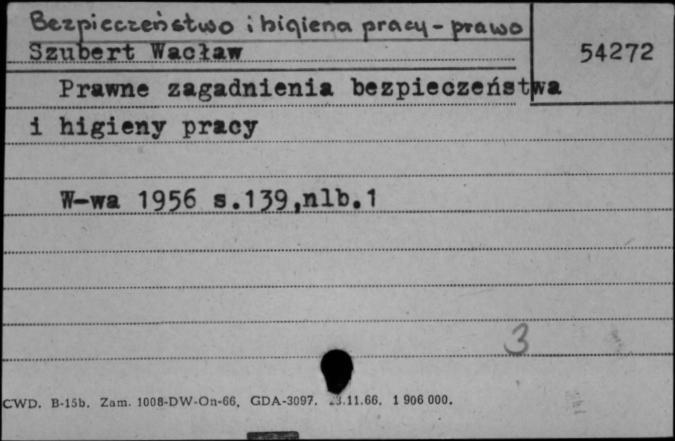 Bezpieczeństwo i higiena pracy - prawo
Szubert Wacław
54272
Prawne zagadnienia bezpieczeństwa
i higieny pracy
W-wa 1956 s.139,nlb.1
3
CWD. B-15b. Zam. 1008-DW-On-66, GDA-3097. 3.11.66. 1 906 000.